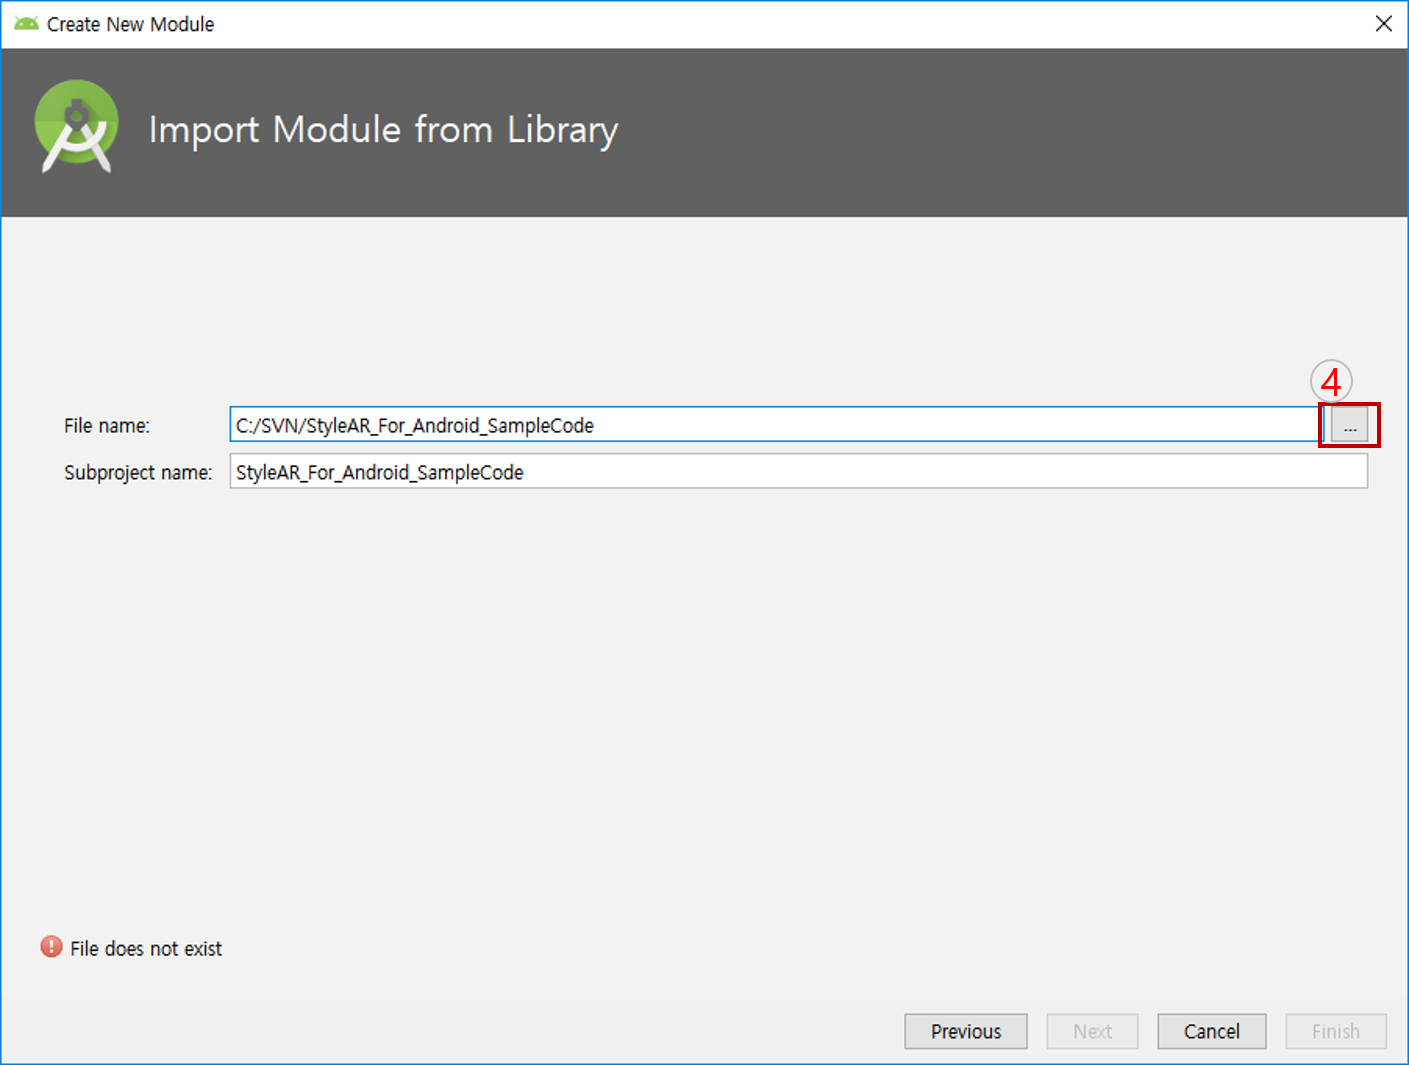 Create New Module
Import Module from Library
4
File name: C:/SVN/StyleAR_For_Android_SampleCode ...
Subproject name: StyleAR_For_Android_SampleCode
File does not exist
Previous Next Cancel Finish